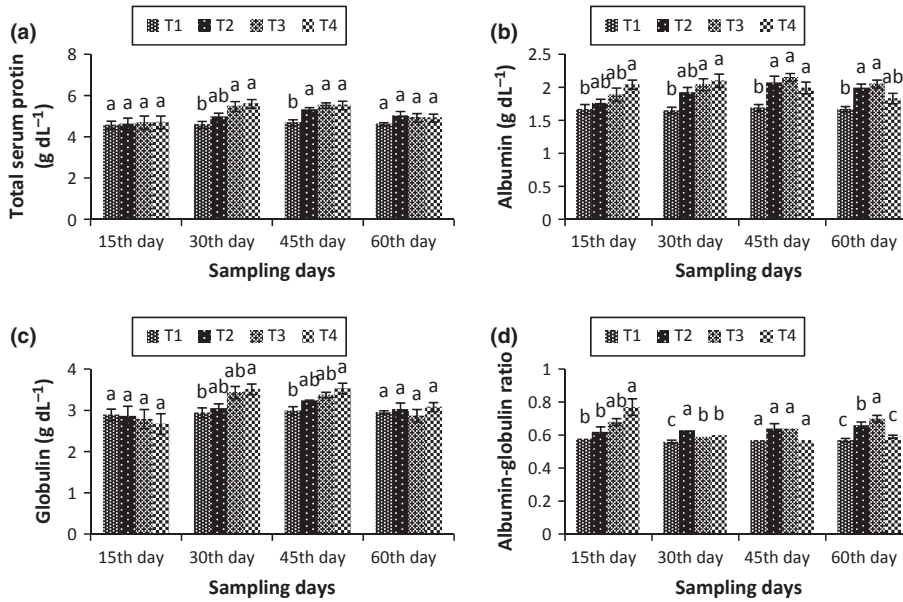 (a)
T1 T2 T3 T4
Total serum protin
(g dL⁻¹)
8
6
4
2
0
a a a a
b ab a a
b a a a
a a a a
15th day 30th day 45th day 60th day
Sampling days
(b)
T1 T2 T3 T4
Albumin (g dL⁻¹)
2.5
2
1.5
1
0.5
0
b ab ab a
b ab a a
b a a a
b a a ab
15th day 30th day 45th day 60th day
Sampling days
(c)
T1 T2 T3 T4
Globulin (g dL⁻¹)
4
3
2
1
0
a a a a
b ab ab a
b ab ab a
a a a a
15th day 30th day 45th day 60th day
Sampling days
(d)
T1 T2 T3 T4
Albumin-globulin ratio
1
0.8
0.6
0.4
0.2
0
b b ab a
c a b b
a a a a
c b a c
15th day 30th day 45th day 60th day
Sampling days